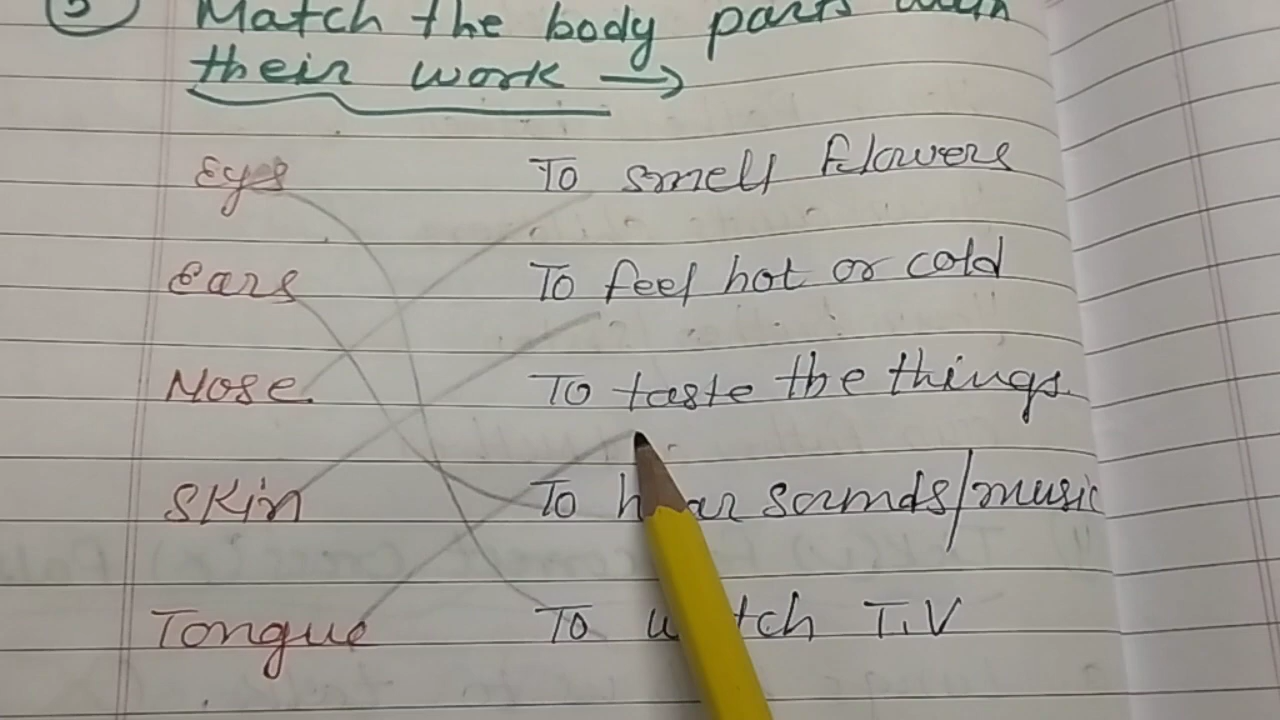 3 Match the body parts with
their work →
Eyes To smell flowers
Ears To feel hot or cold
Nose. To taste the things.
Skin To hear sounds/music
Tongue To watch T.V